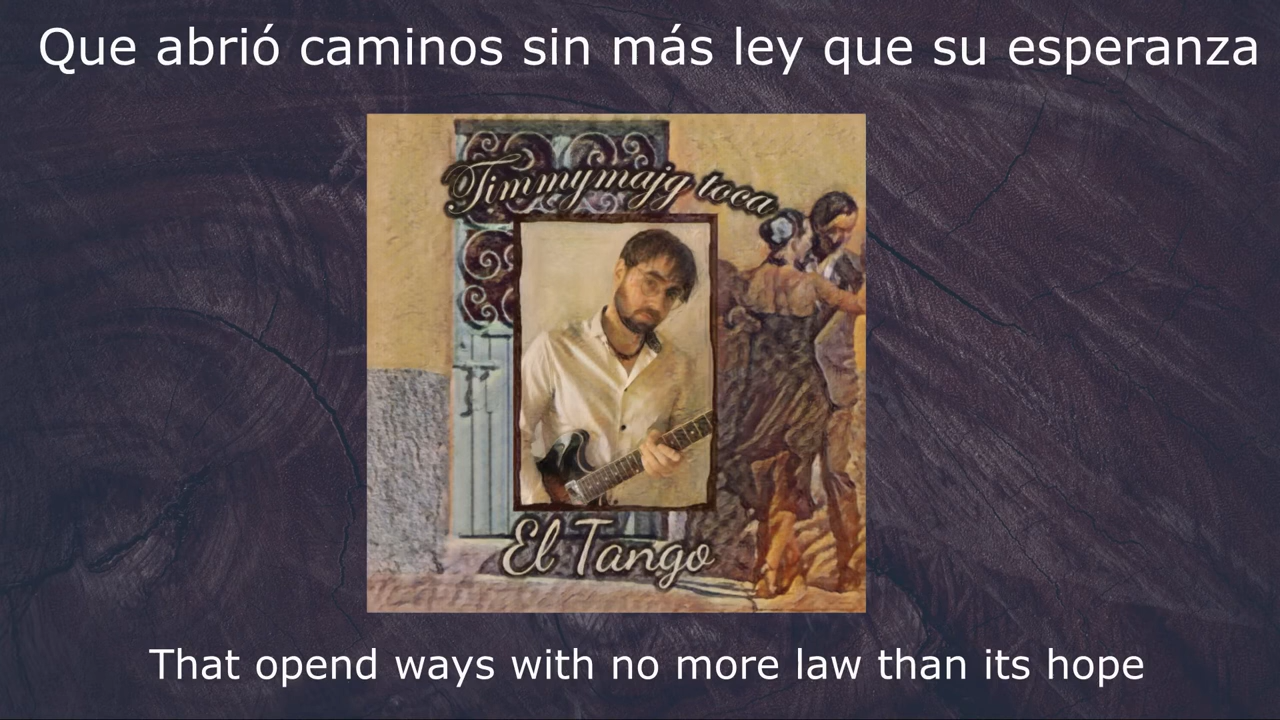 Que abrió caminos sin más ley que su esperanza
Timmymajg toca
El Tango
That opend ways with no more law than its hope